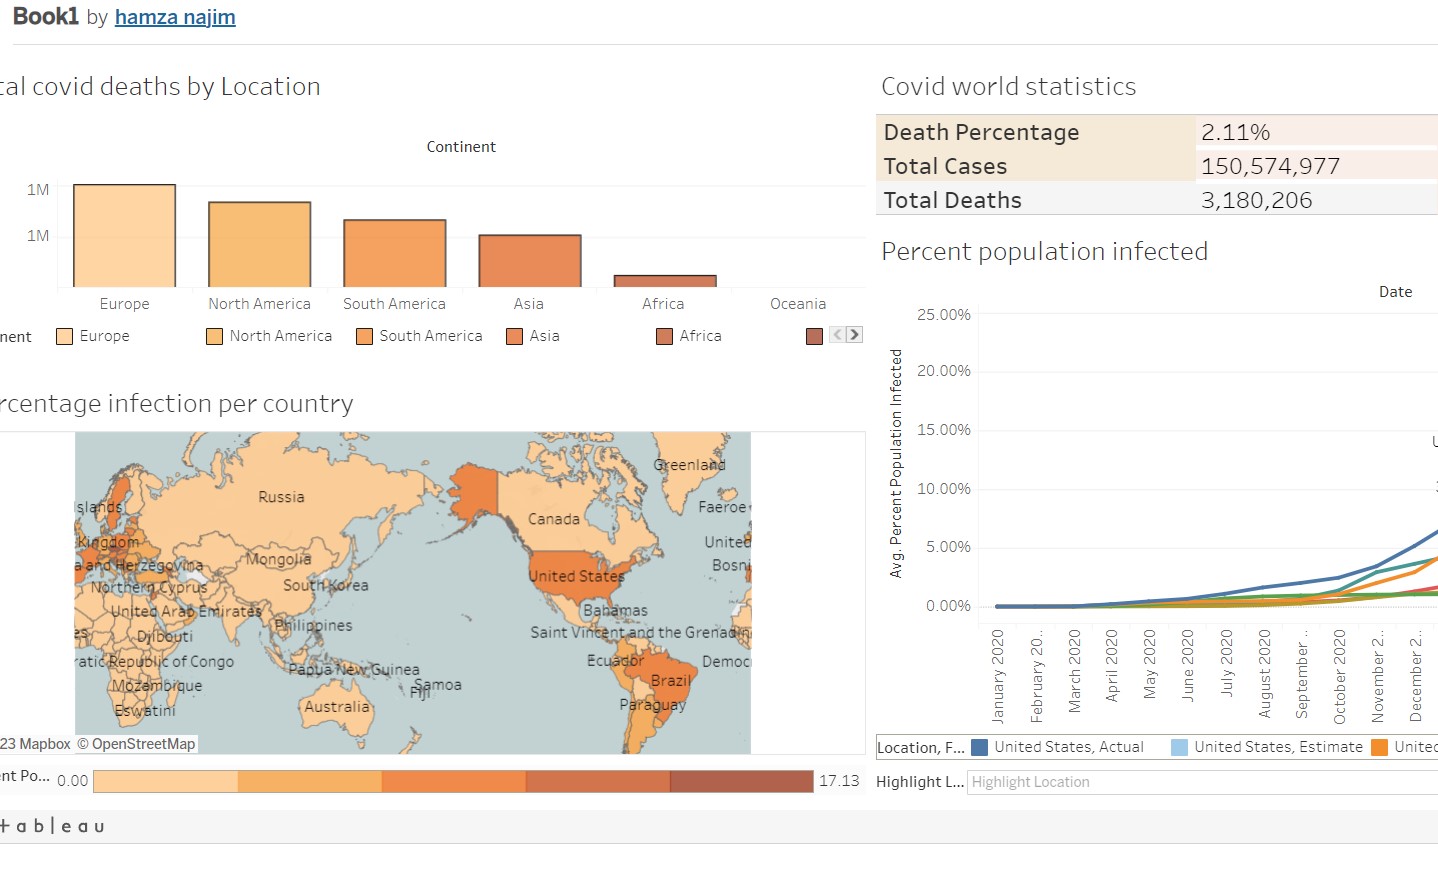 Book1 by hamza najim
tal covid deaths by Location
Continent
1M
1M
Europe North America South America Asia Africa Oceania
nent Europe North America South America Asia Africa
rcentage infection per country
Greenland
Russia
slands
Faeroe
Canada
Kingdom
United
Mongolia
a and Herzegovina
Bosni
United States
South Korea
Northern Cyprus
United Arab Emirates
Bahamas
Philippines
es
Djibouti
Saint Vincent and the Grenadin
ratic Republic of Congo
Ecuador
Democ
Papua New Guinea
Brazil
Mozambique
Samoa
Fiji
Eswatini
Australia
Paraguay
23 Mapbox © OpenStreetMap
nt Po... 0.00 17.13
Covid world statistics
Death Percentage 2.11%
Total Cases 150,574,977
Total Deaths 3,180,206
Percent population infected
Date
Avg. Percent Population Infected
25.00%
20.00%
15.00%
10.00%
5.00%
0.00%
January 2020
February 20..
March 2020
April 2020
May 2020
June 2020
July 2020
August 2020
September ..
October 2020
November 2..
December 2..
Location, F... United States, Actual United States, Estimate United
Highlight L... Highlight Location
+ a b | e a u